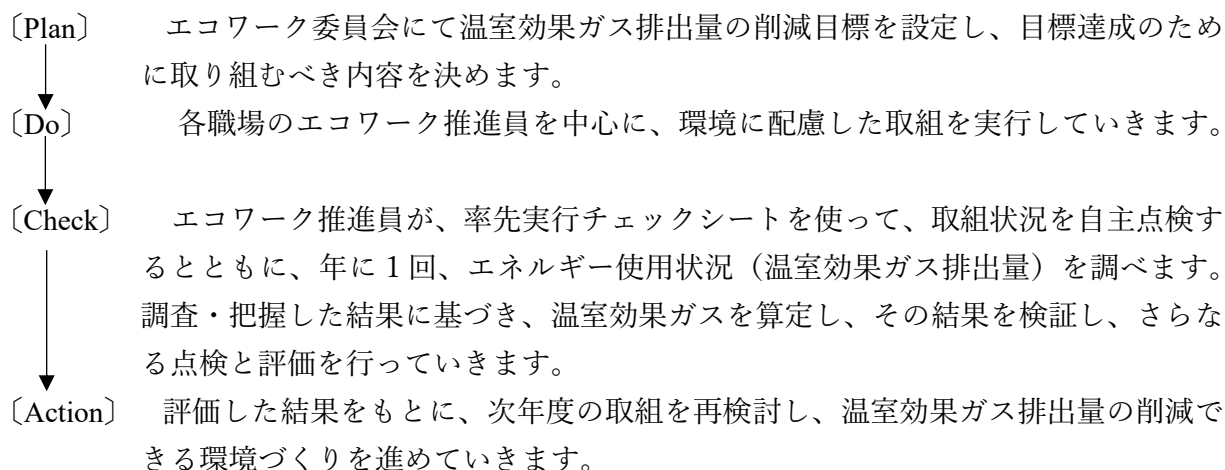 〔Plan〕 エコワーク委員会にて温室効果ガス排出量の削減目標を設定し、目標達成のため
に取り組むべき内容を決めます。
〔Do〕 各職場のエコワーク推進員を中心に、環境に配慮した取組を実行していきます。
〔Check〕 エコワーク推進員が、率先実行チェックシートを使って、取組状況を自主点検す
るとともに、年に1回、エネルギー使用状況（温室効果ガス排出量）を調べます。
調査・把握した結果に基づき、温室効果ガスを算定し、その結果を検証し、さらな
る点検と評価を行っていきます。
〔Action〕 評価した結果をもとに、次年度の取組を再検討し、温室効果ガス排出量の削減で
きる環境づくりを進めていきます。